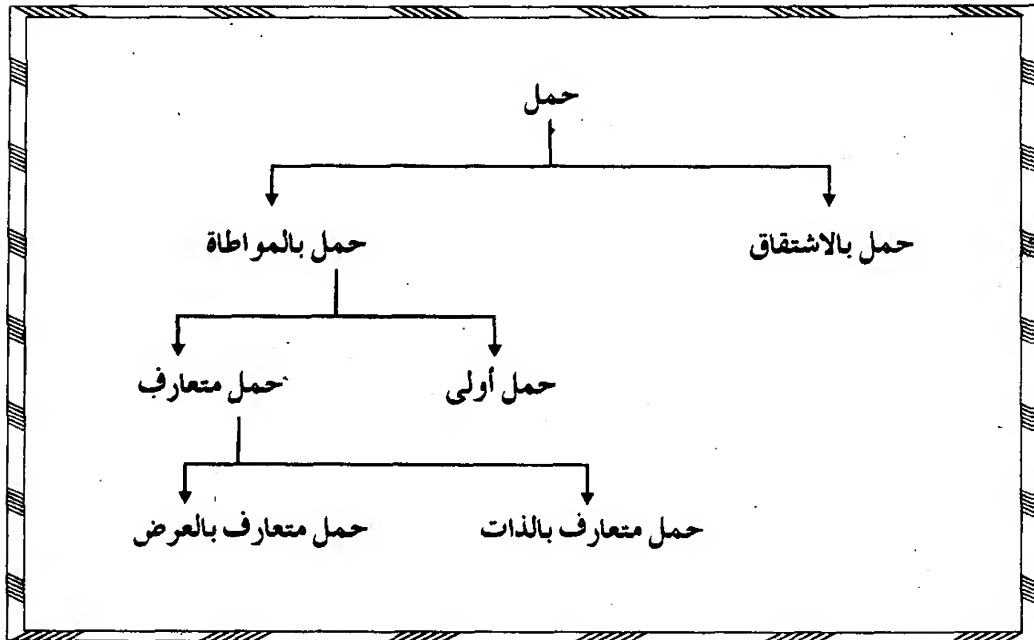 حمل
حمل بالاشتقاق حمل بالمواطاة
حمل أولى حمل متعارف
حمل متعارف بالذات حمل متعارف بالعرض